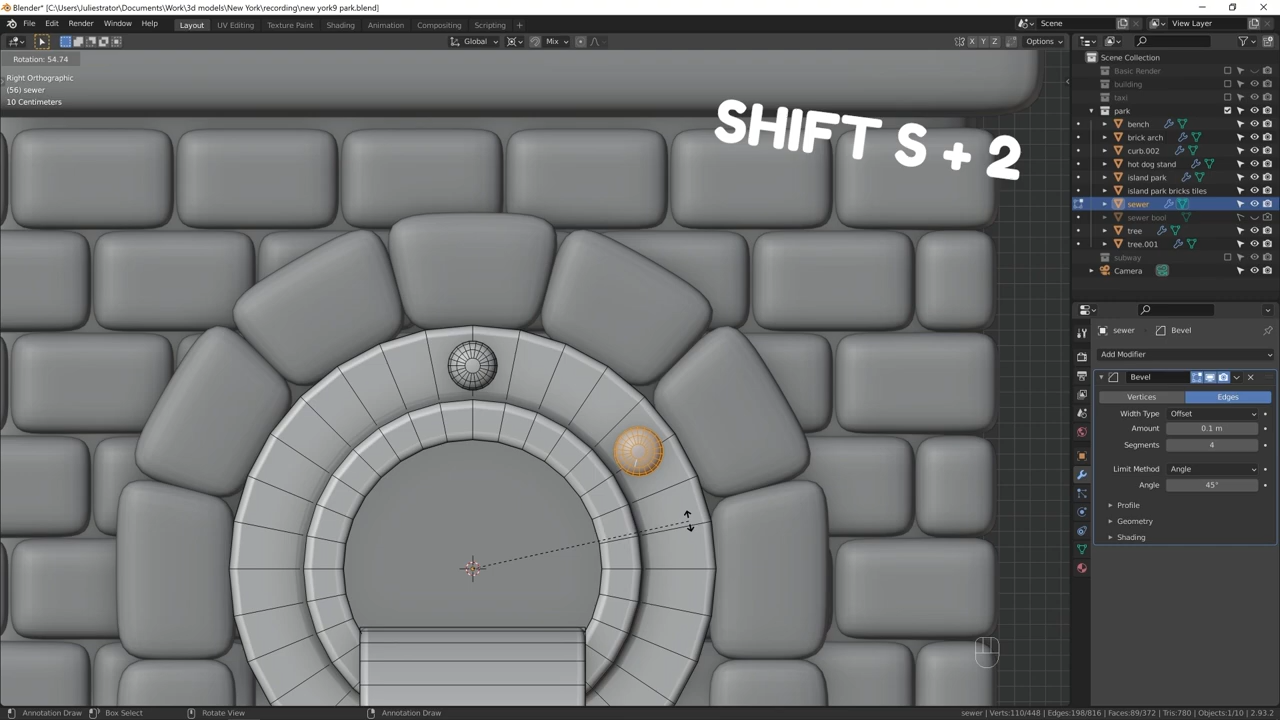 Blender* [C:\Users\Juliestrator\Documents\Work\3d models\New York\recording\new york9 park.blend]
File Edit Render Window Help Layout UV Editing Texture Paint Shading Animation Compositing Scripting +
Scene View Layer
Global Mix X Y Z Options
Rotation: 54.74
Right Orthographic
(56) sewer
10 Centimeters
SHIFT S + 2
Scene Collection
Basic Render
building
taxi
park
bench
brick arch
curb.002
hot dog stand
island park
island park bricks tiles
sewer
sewer bool
tree
tree.001
subway
Camera
sewer Bevel
Add Modifier
Bevel
Vertices Edges
Width Type Offset
Amount 0.1 m
Segments 4
Limit Method Angle
Angle 45°
Profile
Geometry
Shading
Annotation Draw Box Select Rotate View Annotation Draw
sewer | Verts:110/448 | Edges:198/816 | Faces:89/372 | Tris:780 | Objects:1/10 | 2.93.2